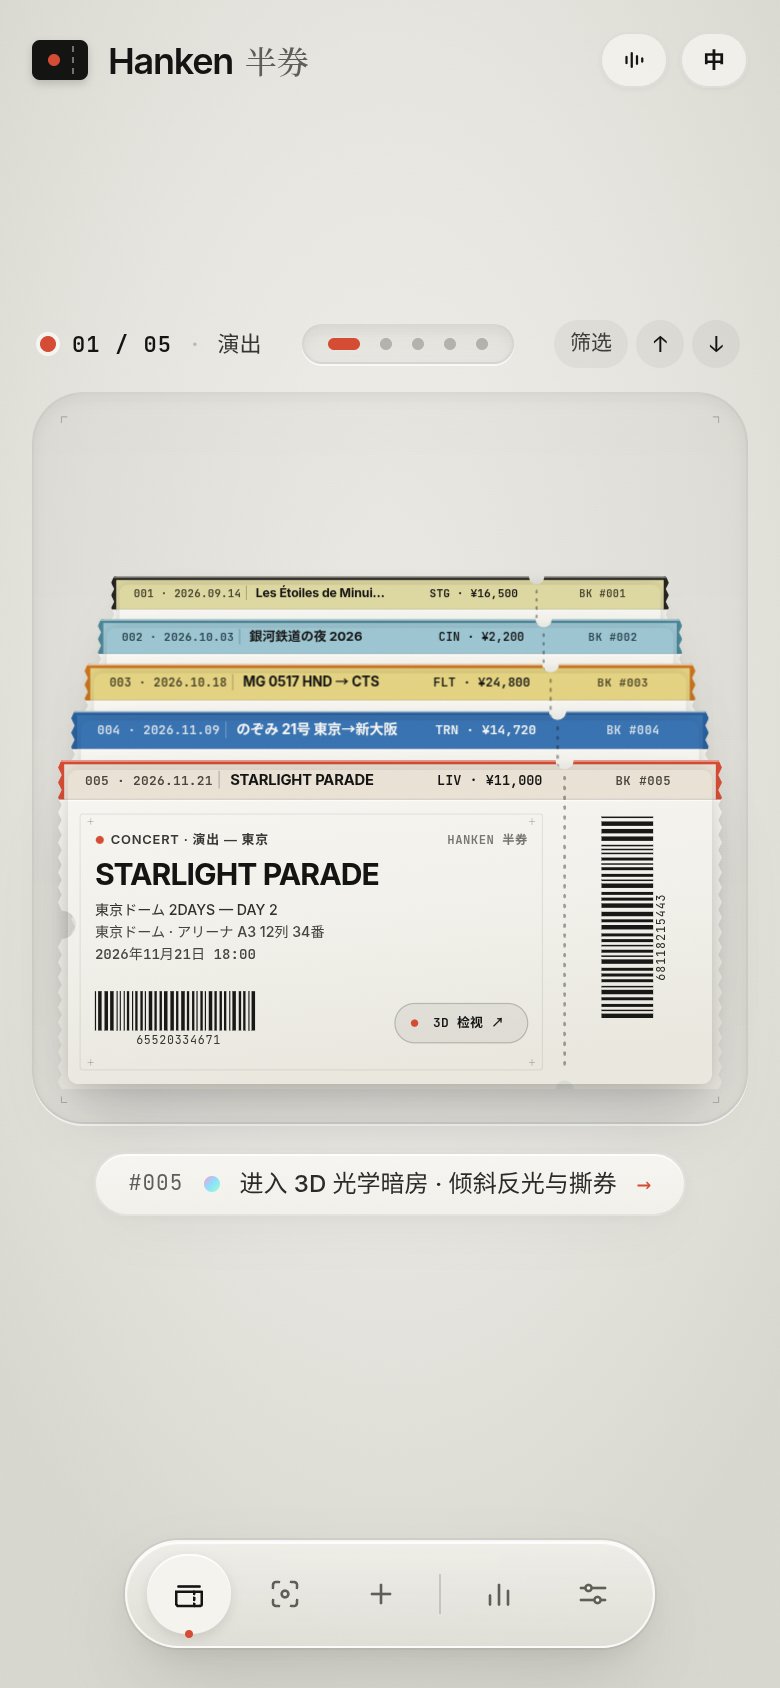 Hanken 半券
中
01 / 05 · 演出
筛选 ↑ ↓
001 · 2026.09.14 Les Étoiles de Minui... STG · ¥16,500 BK #001
002 · 2026.10.03 銀河鉄道の夜 2026 CIN · ¥2,200 BK #002
003 · 2026.10.18 MG 0517 HND → CTS FLT · ¥24,800 BK #003
004 · 2026.11.09 のぞみ 21号 東京→新大阪 TRN · ¥14,720 BK #004
005 · 2026.11.21 STARLIGHT PARADE LIV · ¥11,000 BK #005
CONCERT · 演出 — 東京 HANKEN 半券
STARLIGHT PARADE
東京ドーム 2DAYS — DAY 2
東京ドーム · アリーナ A3 12列 34番
2026年11月21日 18:00
65520334671
3D 检视 ↗
68118215443
#005 进入 3D 光学暗房 · 倾斜反光与撕券 →